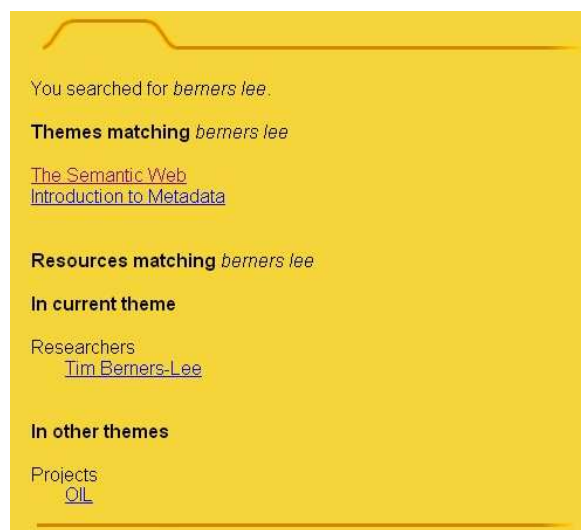 You searched for berners lee.
Themes matching berners lee
The Semantic Web
Introduction to Metadata
Resources matching berners lee
In current theme
Researchers
Tim Berners-Lee
In other themes
Projects
OIL